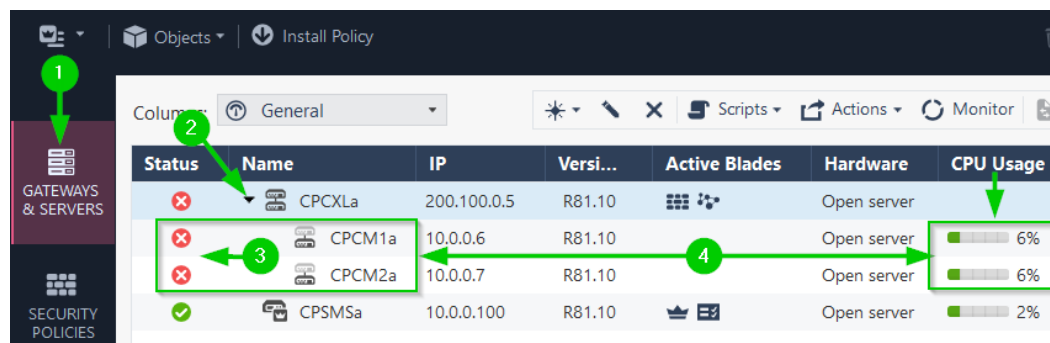 Objects Install Policy
1
Columns: General Scripts Actions Monitor
2
Status Name IP Versi... Active Blades Hardware CPU Usage
GATEWAYS
& SERVERS
CPCXLa 200.100.0.5 R81.10 Open server
CPCM1a 10.0.0.6 R81.10 Open server 6%
3 4
CPCM2a 10.0.0.7 R81.10 Open server 6%
CPSMSa 10.0.0.100 R81.10 Open server 2%
SECURITY
POLICIES